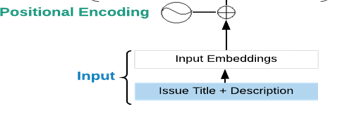 Positional Encoding
Input Embeddings
Input
Issue Title + Description